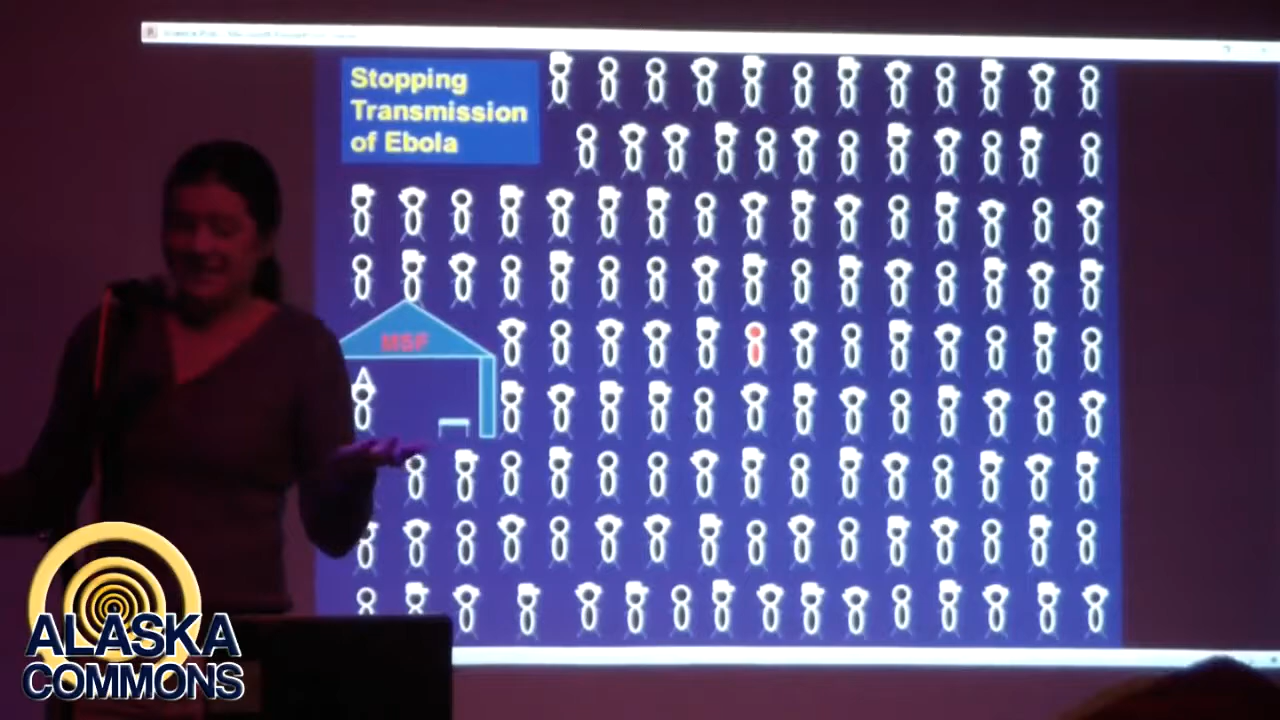 Stopping
Transmission
of Ebola
MSF
ALASKA
COMMONS